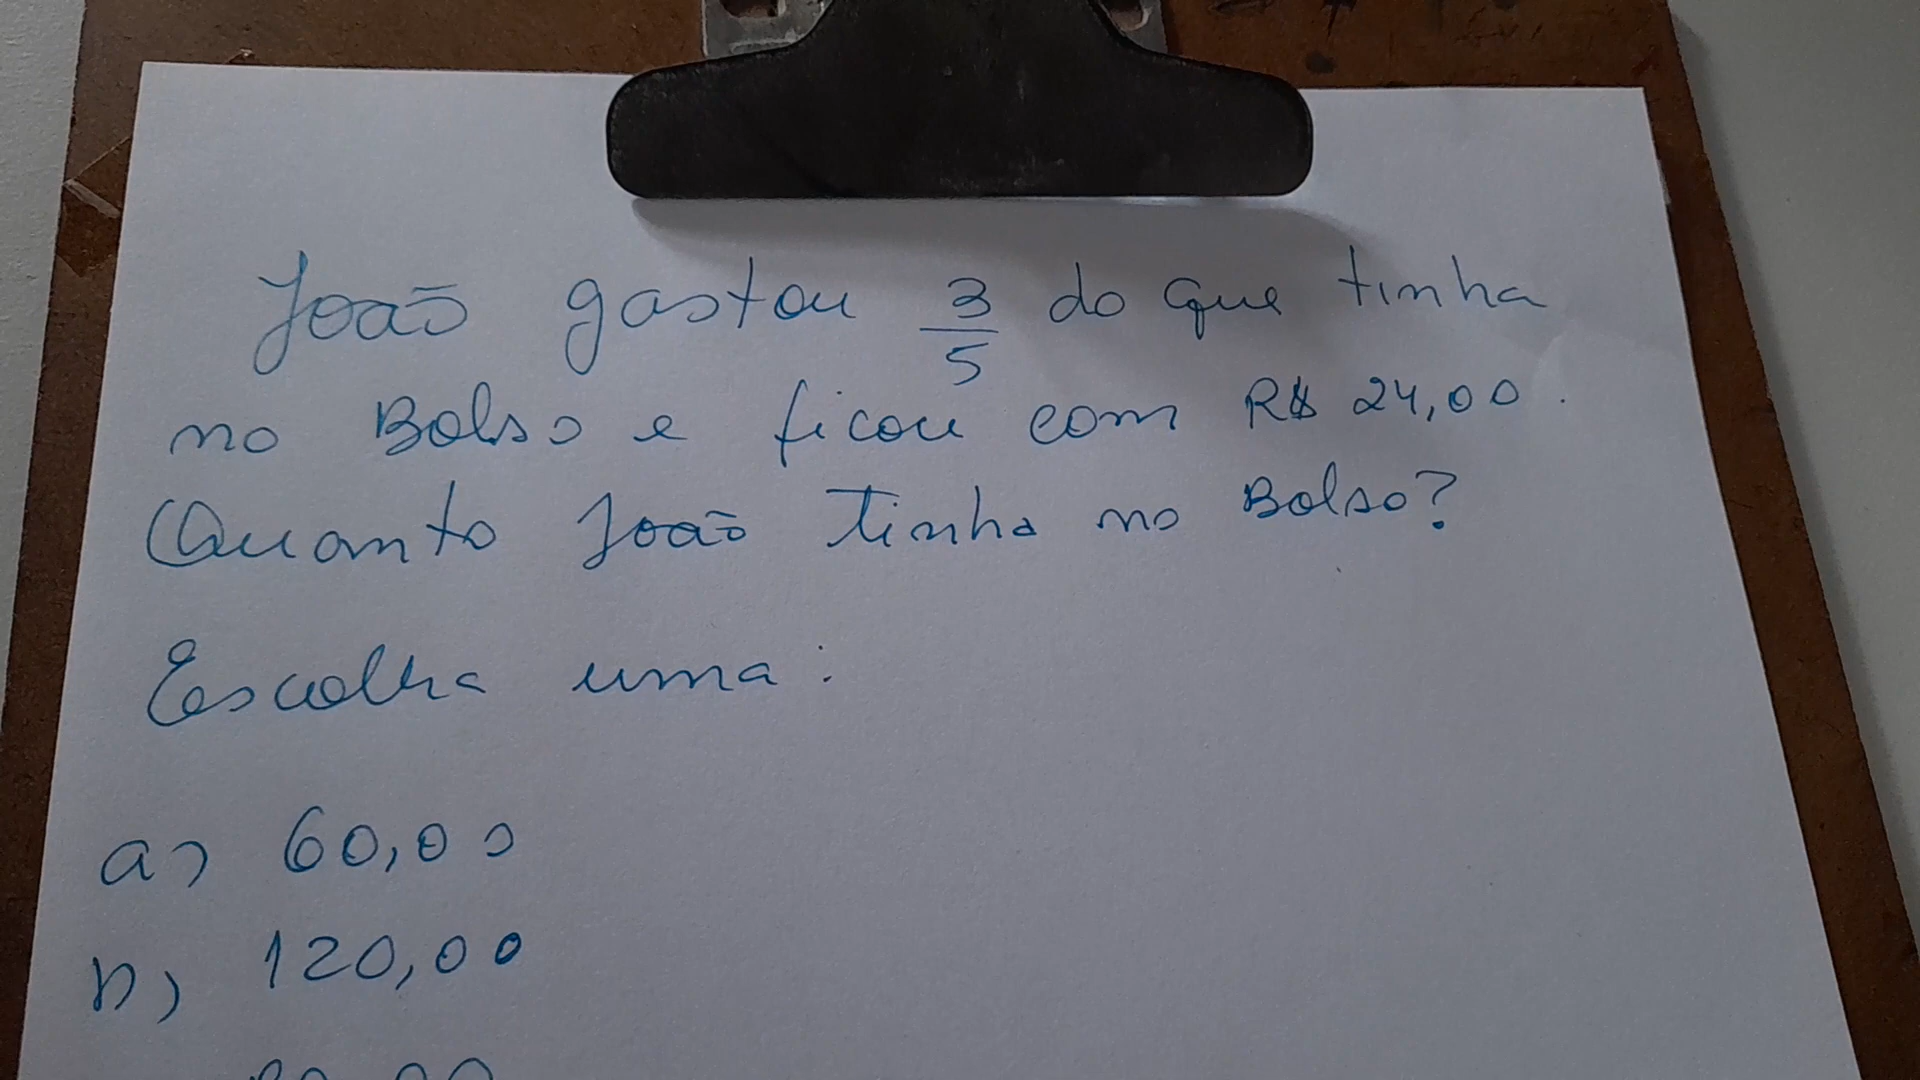 João gastou 3/5 do que tinha
no Bolso e ficou com R$ 24,00.
Quanto João tinha no Bolso?
Escolha uma:
a) 60,00
b) 120,00